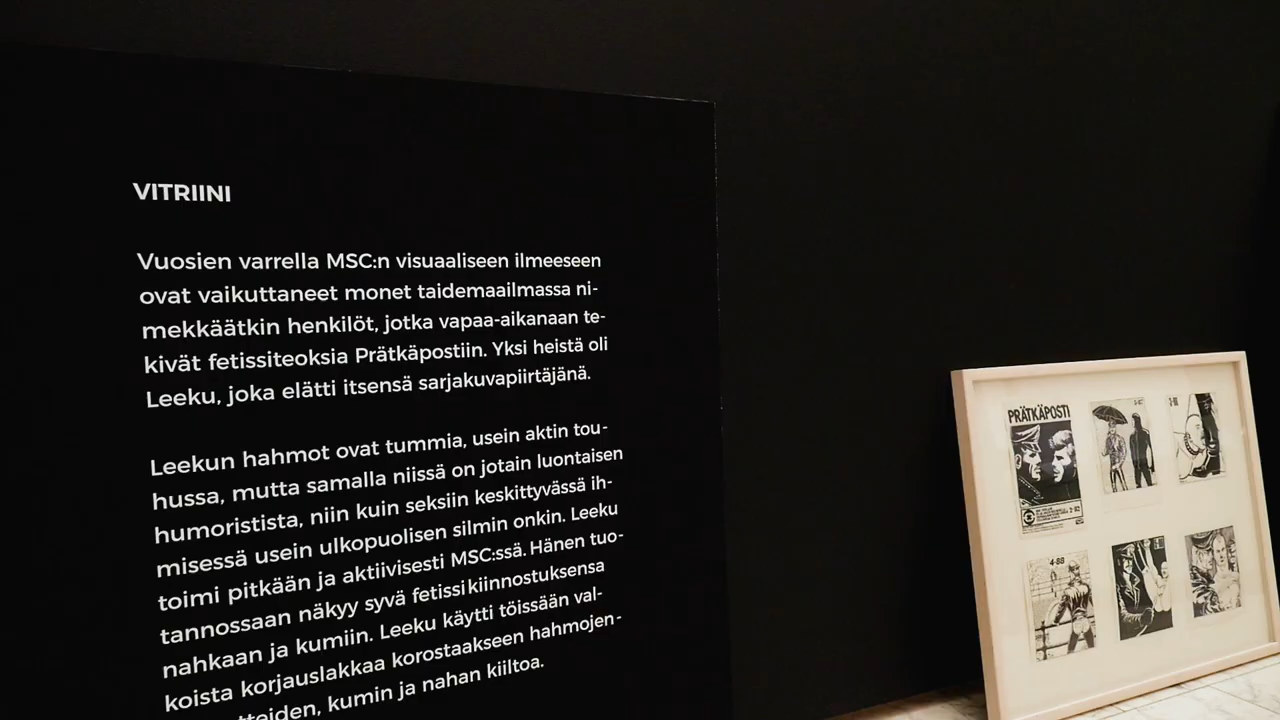 VITRIINI
Vuosien varrella MSC:n visuaaliseen ilmeeseen
ovat vaikuttaneet monet taidemaailmassa ni-
mekkäätkin henkilöt, jotka vapaa-aikanaan te-
kivät fetissiteoksia Prätkäpostiin. Yksi heistä oli
Leeku, joka elätti itsensä sarjakuvapiirtäjänä.
Leekun hahmot ovat tummia, usein aktin tou-
hussa, mutta samalla niissä on jotain luontaisen
humoristista, niin kuin seksiin keskittyvässä ih-
misessä usein ulkopuolisen silmin onkin. Leeku
toimi pitkään ja aktiivisesti MSC:ssä. Hänen tuo-
tannossaan näkyy syvä fetissikiinnostuksensa
nahkaan ja kumiin. Leeku käytti töissään val-
koista korjauslakkaa korostaakseen hahmojen-
kumin ja nahan kiiltoa.
PRÄTKÄPOSTI
2-82
4-88